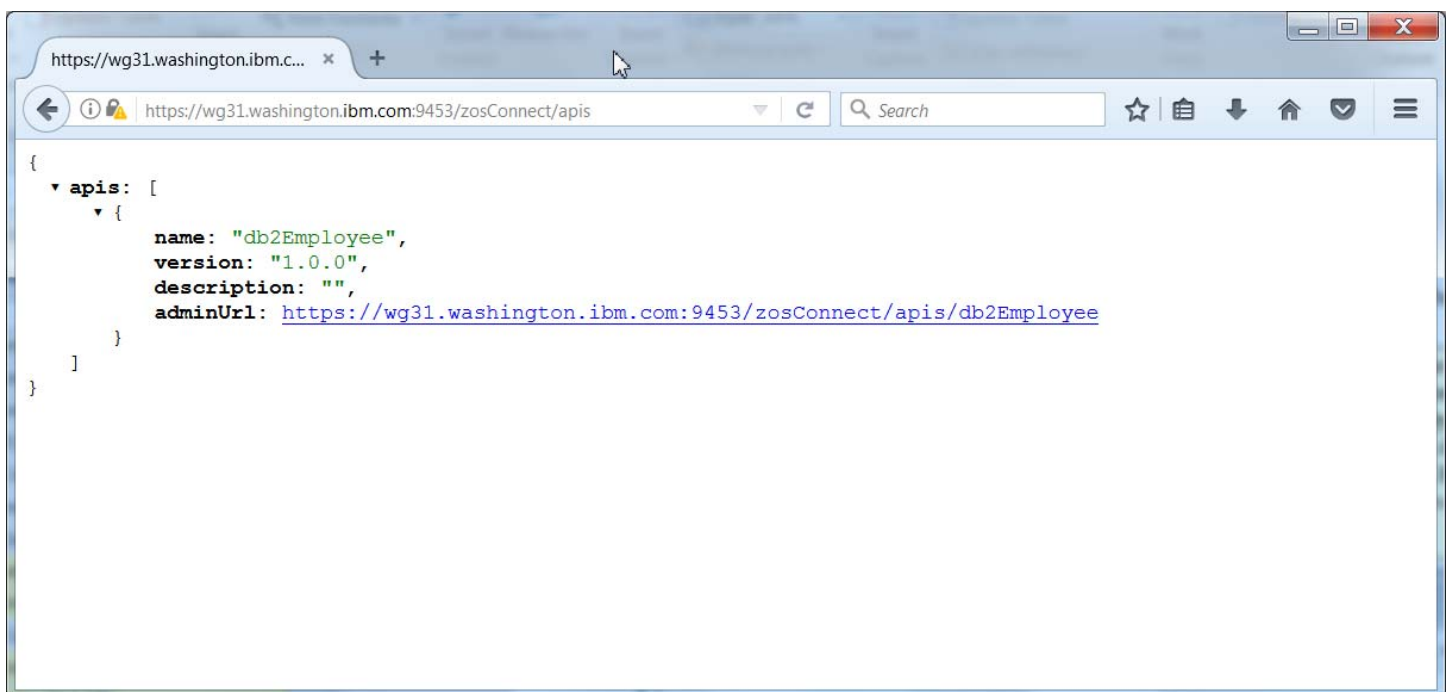 https://wg31.washington.ibm.c...
https://wg31.washington.ibm.com:9453/zosConnect/apis
Search
{
apis: [
{
name: "db2Employee",
version: "1.0.0",
description: "",
adminUrl: https://wg31.washington.ibm.com:9453/zosConnect/apis/db2Employee
}
]
}